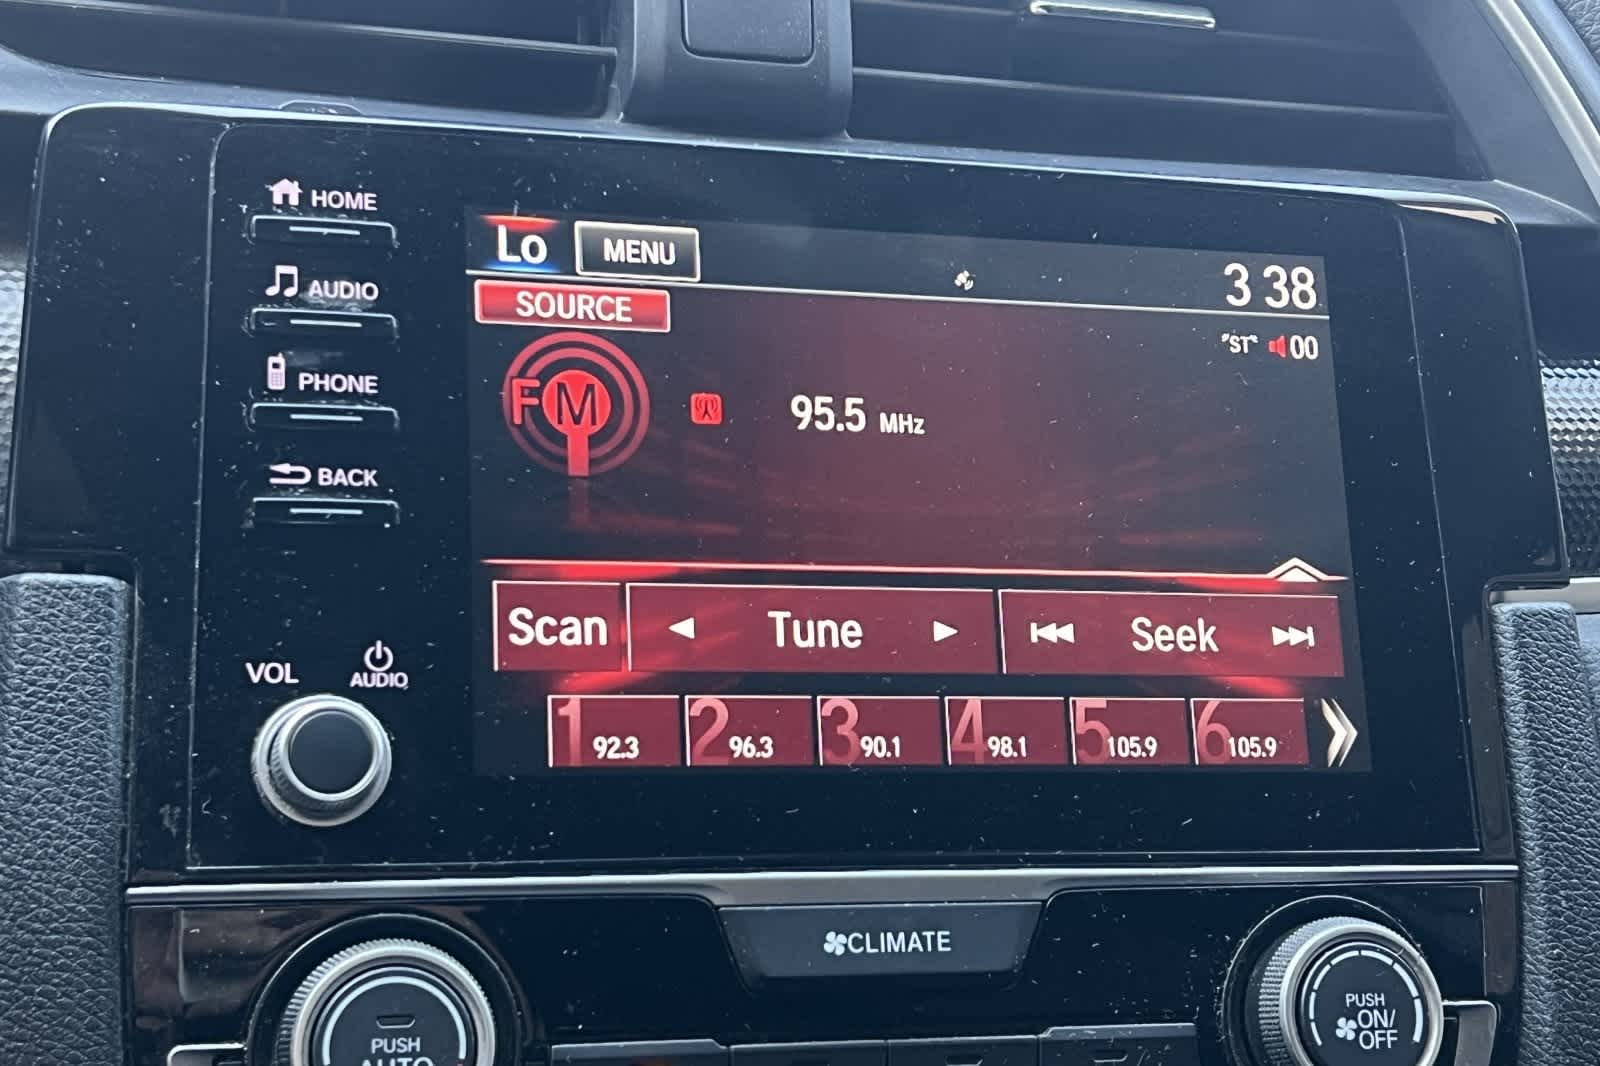 HOME
AUDIO
PHONE
BACK
VOL
AUDIO
Lo
MENU
3 38
SOURCE
"ST" 00
FM
95.5 MHz
Scan
Tune
Seek
1 92.3
2 96.3
3 90.1
4 98.1
5 105.9
6 105.9
CLIMATE
PUSH
AUTO
PUSH
ON/
OFF